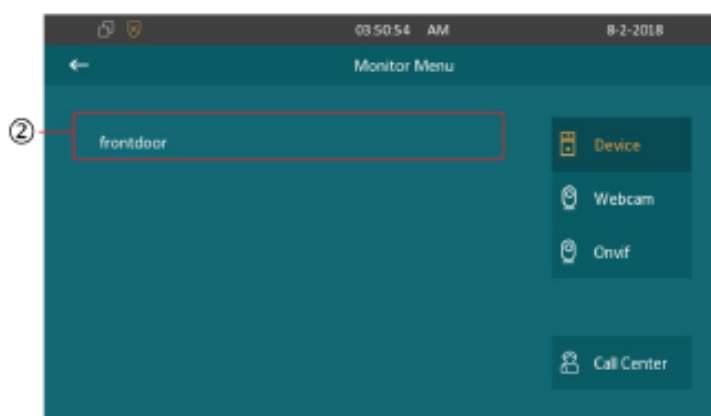 03:50:54 AM 8-2-2018
Monitor Menu
② frontdoor
Device
Webcam
Onvif
Call Center